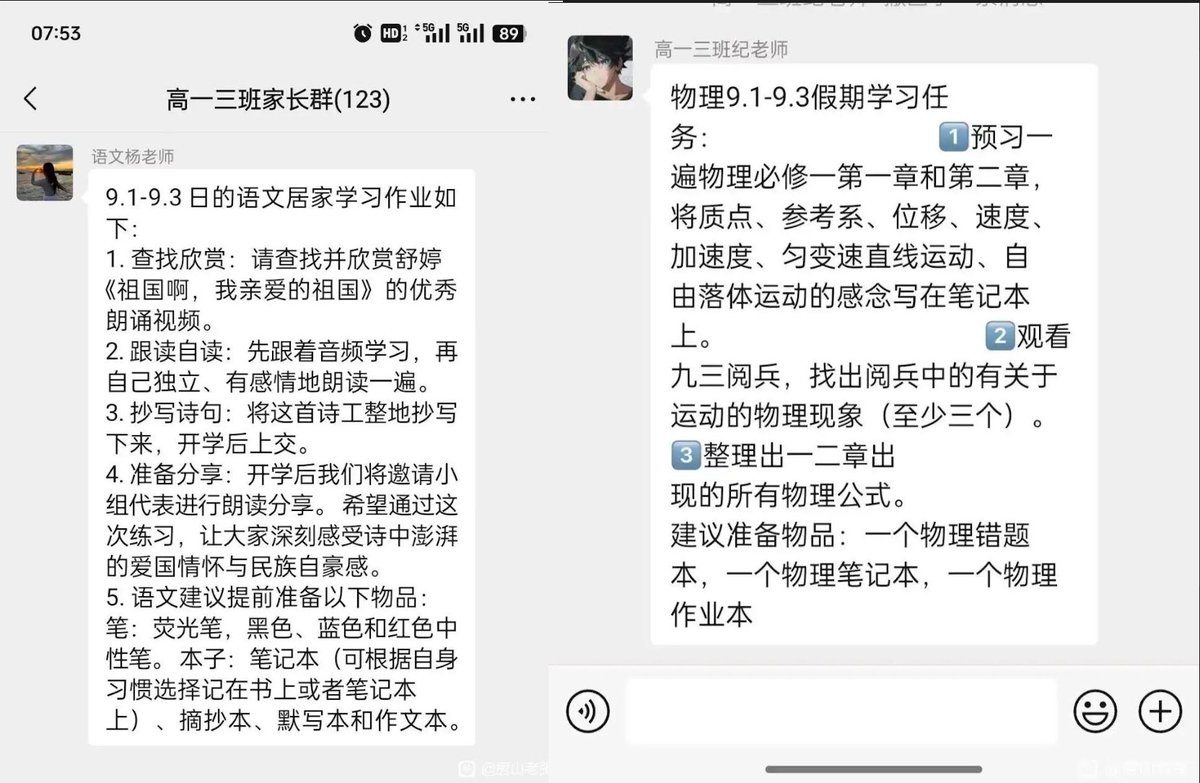 07:53
HD 1 2 5G 5G 89
高一三班家长群(123)
语文杨老师
9.1-9.3 日的语文居家学习作业如
下：
1. 查找欣赏：请查找并欣赏舒婷
《祖国啊，我亲爱的祖国》的优秀
朗诵视频。
2. 跟读自读：先跟着音频学习，再
自己独立、有感情地朗读一遍。
3. 抄写诗句：将这首诗工整地抄写
下来，开学后上交。
4. 准备分享：开学后我们将邀请小
组代表进行朗读分享。 希望通过这
次练习，让大家深刻感受诗中澎湃
的爱国情怀与民族自豪感。
5. 语文建议提前准备以下物品：
笔：荧光笔，黑色、蓝色和红色中
性笔。 本子：笔记本（可根据自身
习惯选择记在书上或者笔记本
上）、摘抄本、默写本和作文本。
高一三班纪老师
物理9.1-9.3假期学习任
务： 1️⃣预习一
遍物理必修一第一章和第二章，
将质点、参考系、位移、速度、
加速度、匀变速直线运动、自
由落体运动的感念写在笔记本
上。 2️⃣观看
九三阅兵，找出阅兵中的有关于
运动的物理现象（至少三个）。
3️⃣整理出一二章出
现的所有物理公式。
建议准备物品：一个物理错题
本，一个物理笔记本，一个物理
作业本